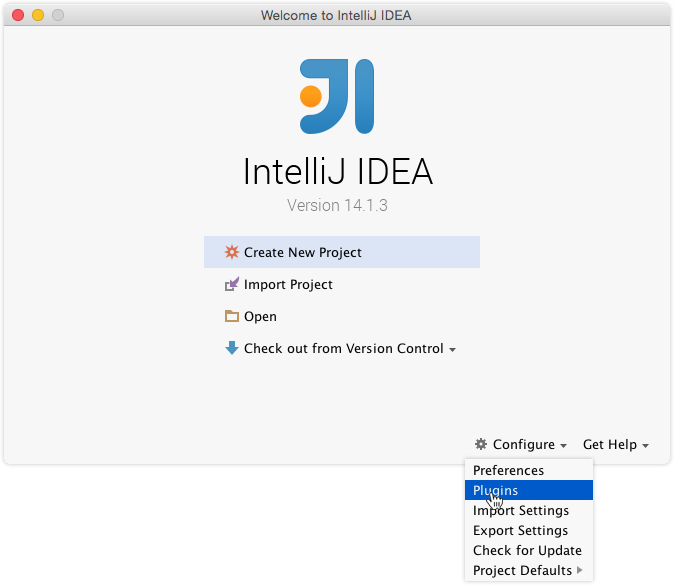 Welcome to IntelliJ IDEA
IntelliJ IDEA
Version 14.1.3
Create New Project
Import Project
Open
Check out from Version Control
Configure
Get Help
Preferences
Plugins
Import Settings
Export Settings
Check for Update
Project Defaults